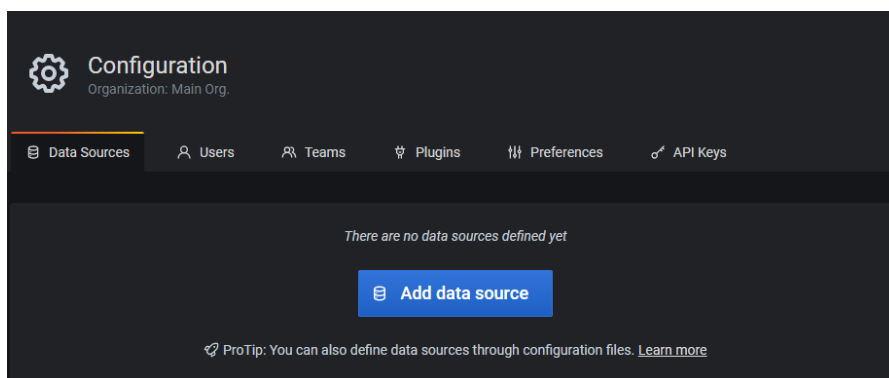 Configuration
Organization: Main Org.
Data Sources Users Teams Plugins Preferences API Keys
There are no data sources defined yet
Add data source
ProTip: You can also define data sources through configuration files. Learn more